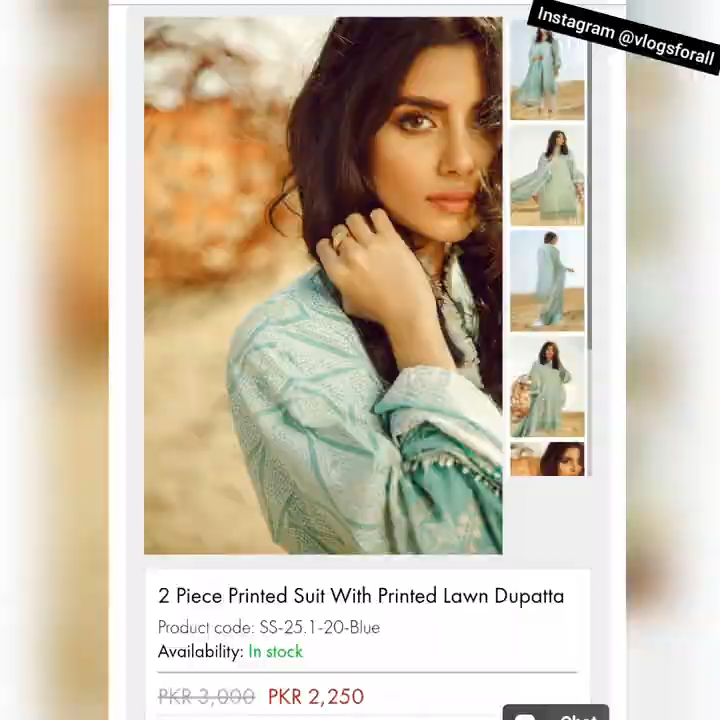 Instagram @vlogsforall
2 Piece Printed Suit With Printed Lawn Dupatta
Product code: SS-25.1-20-Blue
Availability: In stock
PKR 3,000 PKR 2,250
Chat